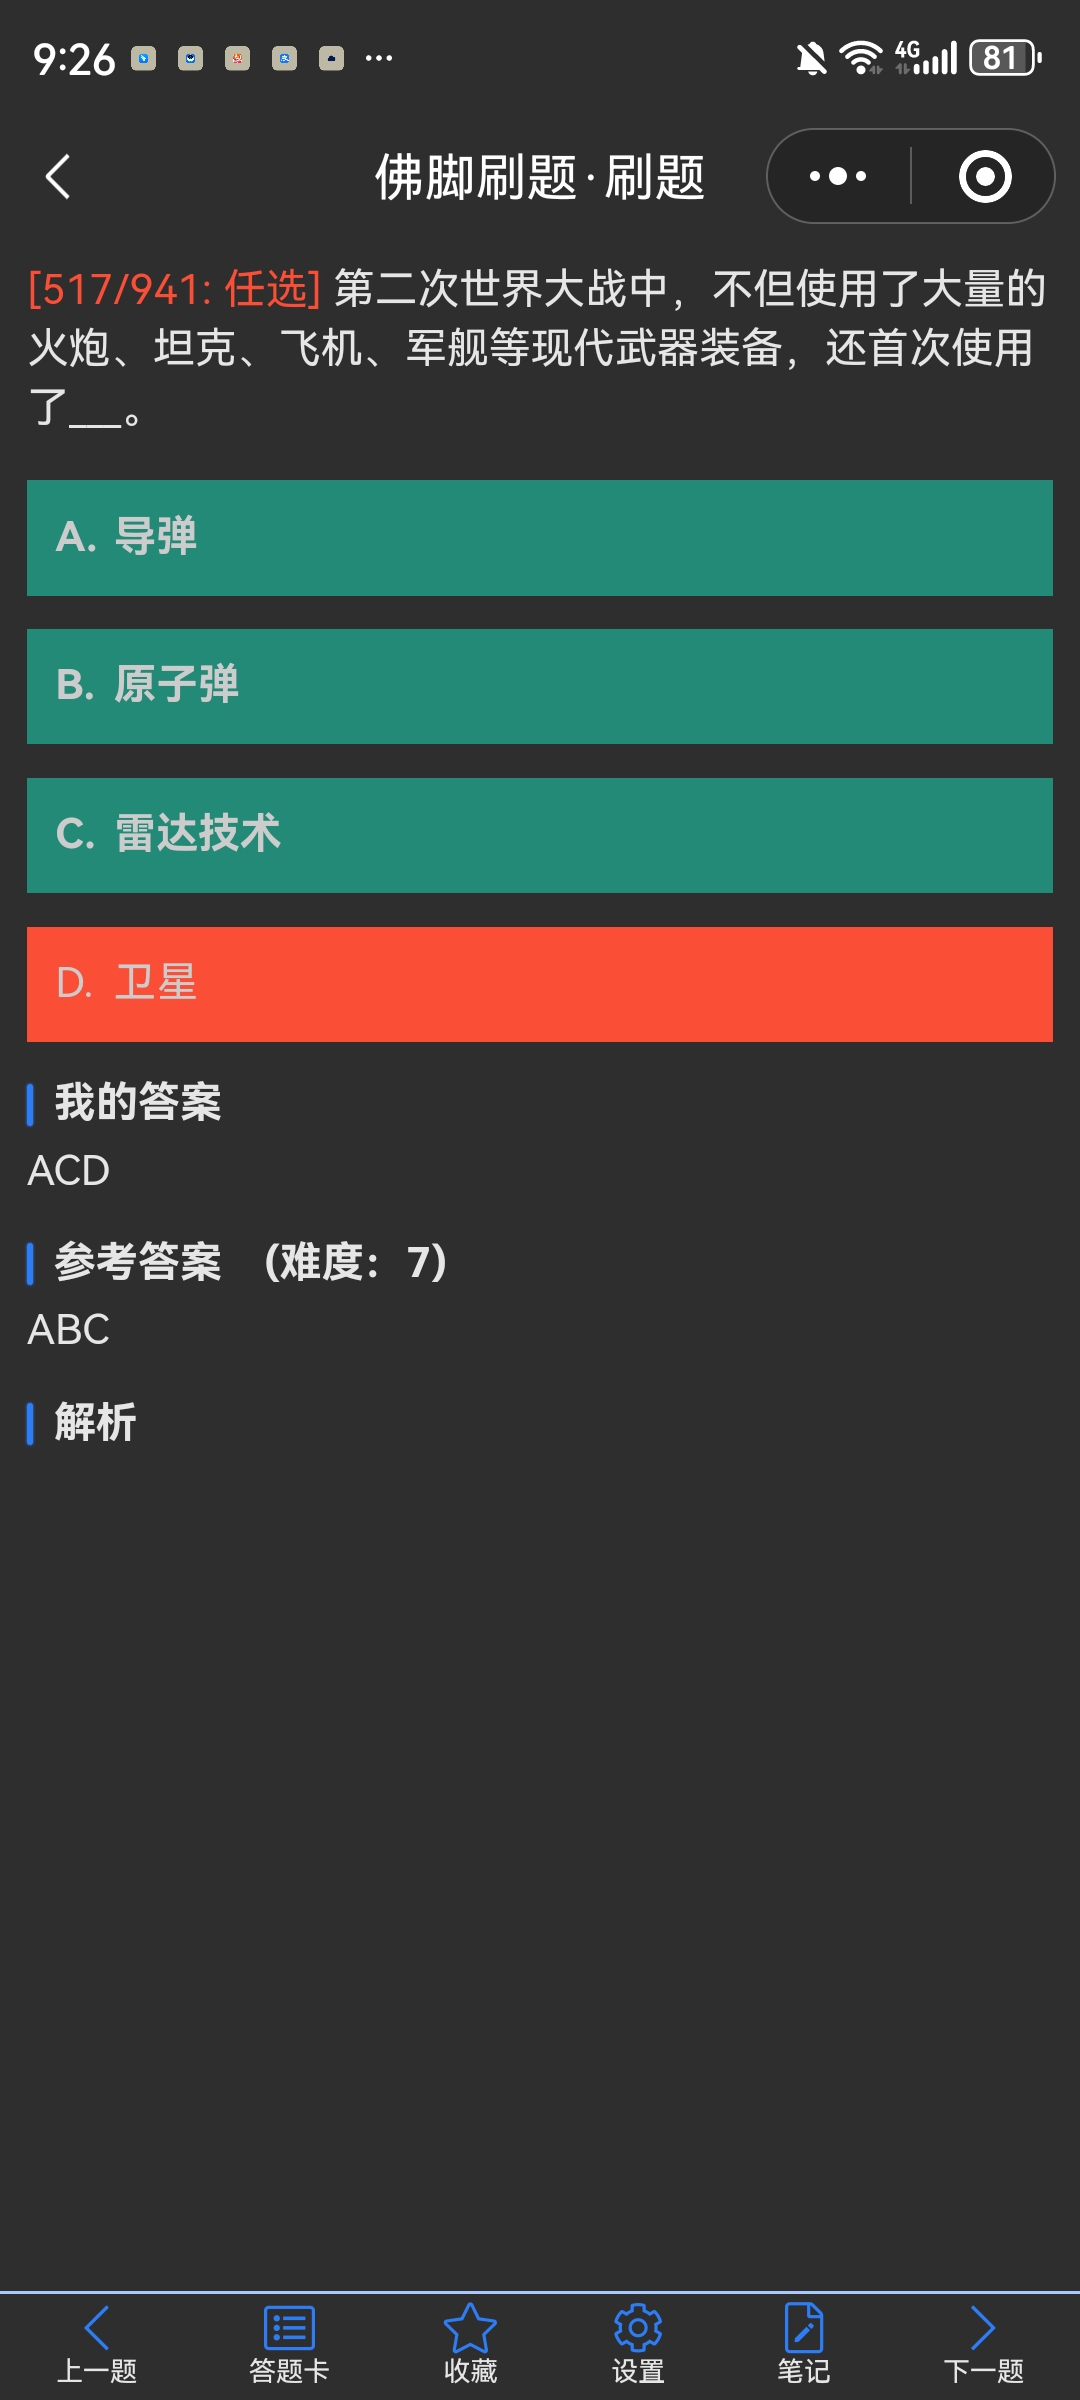 9:26
4G
81
佛脚刷题·刷题
[517/941: 任选] 第二次世界大战中，不但使用了大量的
火炮、坦克、飞机、军舰等现代武器装备，还首次使用
了___。
A. 导弹
B. 原子弹
C. 雷达技术
D. 卫星
我的答案
ACD
参考答案 （难度：7）
ABC
解析
上一题 答题卡 收藏 设置 笔记 下一题